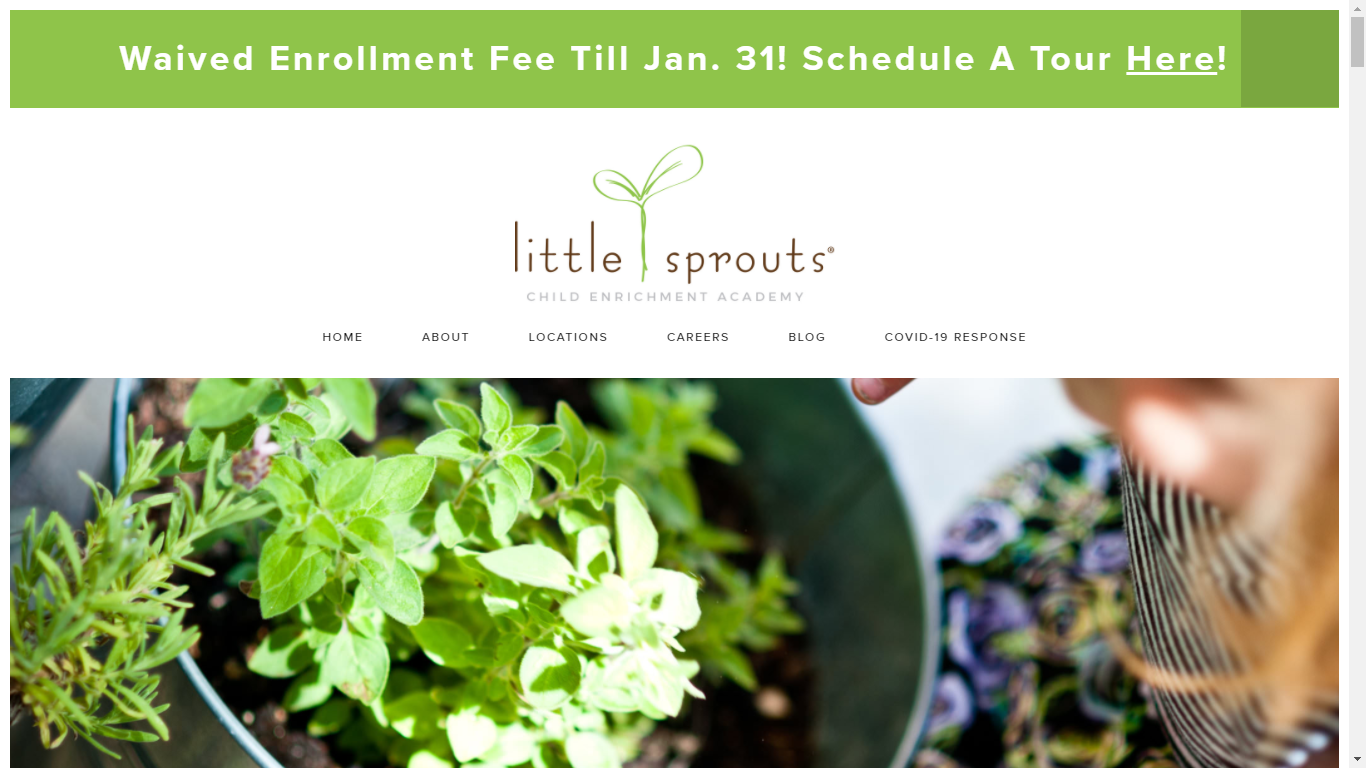 Waived Enrollment Fee Till Jan. 31! Schedule A Tour Here!
little sprouts®
CHILD ENRICHMENT ACADEMY
HOME ABOUT LOCATIONS CAREERS BLOG COVID-19 RESPONSE